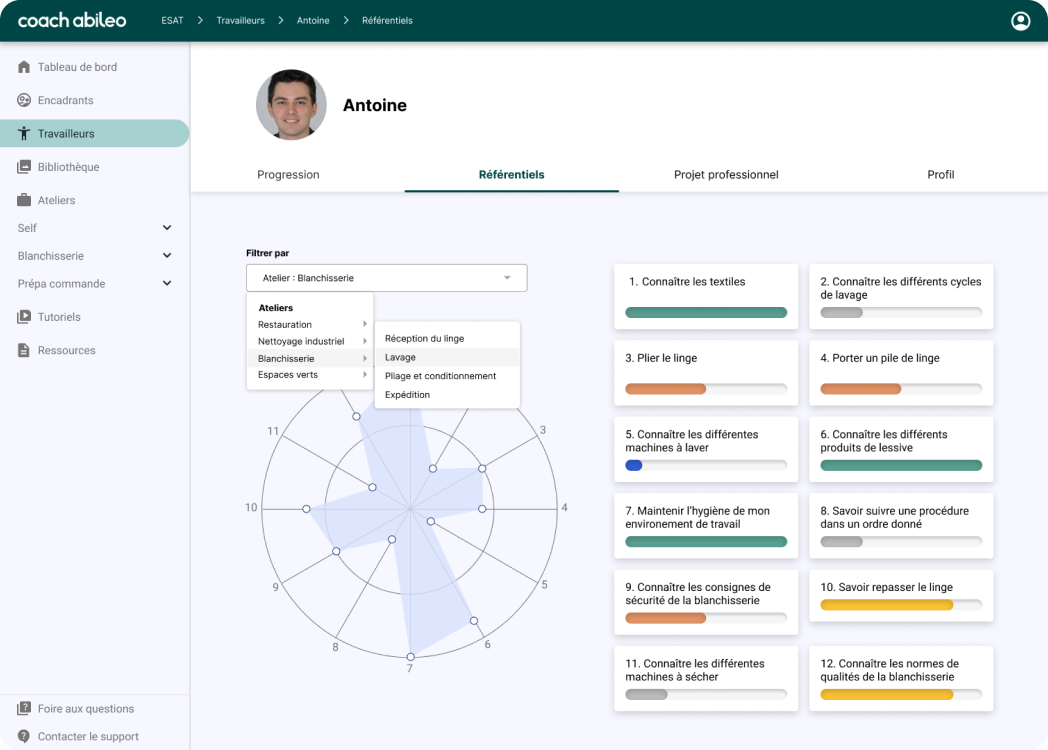 coach abileo
ESAT
Travailleurs
Antoine
Référentiels
Tableau de bord
Encadrants
Travailleurs
Bibliothèque
Ateliers
Self
Blanchisserie
Prépa commande
Tutoriels
Ressources
Foire aux questions
Contacter le support
Antoine
Progression
Référentiels
Projet professionnel
Profil
Filtrer par
Atelier : Blanchisserie
Ateliers
Restauration
Nettoyage industriel
Blanchisserie
Espaces verts
Réception du linge
Lavage
Pliage et conditionnement
Expédition
3
4
5
6
7
8
9
10
11
1. Connaître les textiles
2. Connaître les différents cycles
de lavage
3. Plier le linge
4. Porter un pile de linge
5. Connaître les différentes
machines à laver
6. Connaître les différents
produits de lessive
7. Maintenir l'hygiène de mon
environement de travail
8. Savoir suivre une procédure
dans un ordre donné
9. Connaître les consignes de
sécurité de la blanchisserie
10. Savoir repasser le linge
11. Connaître les différentes
machines à sécher
12. Connaître les normes de
qualités de la blanchisserie